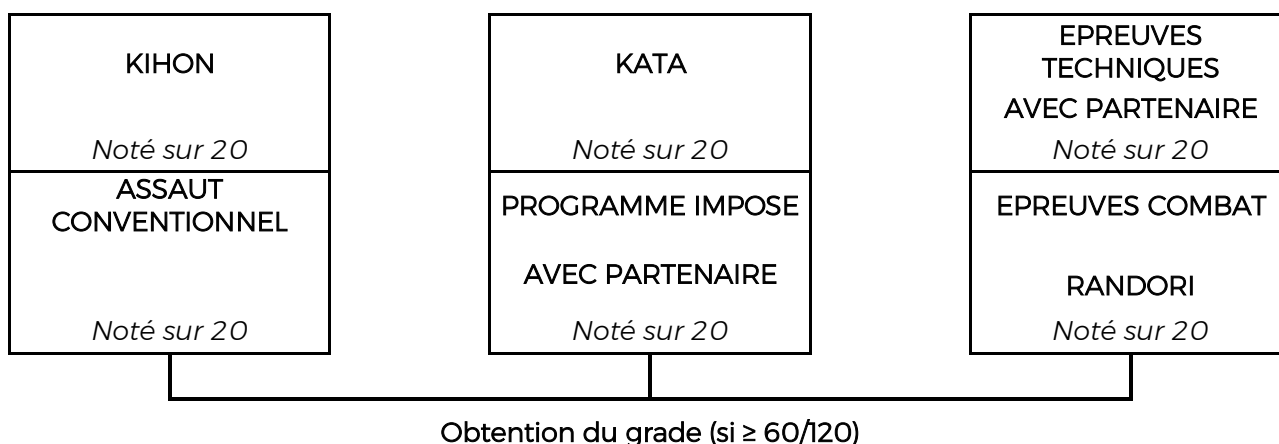 KIHON
Noté sur 20
ASSAUT
CONVENTIONNEL
Noté sur 20
KATA
Noté sur 20
PROGRAMME IMPOSE
AVEC PARTENAIRE
Noté sur 20
EPREUVES
TECHNIQUES
AVEC PARTENAIRE
Noté sur 20
EPREUVES COMBAT
RANDORI
Noté sur 20
Obtention du grade (si ≥ 60/120)